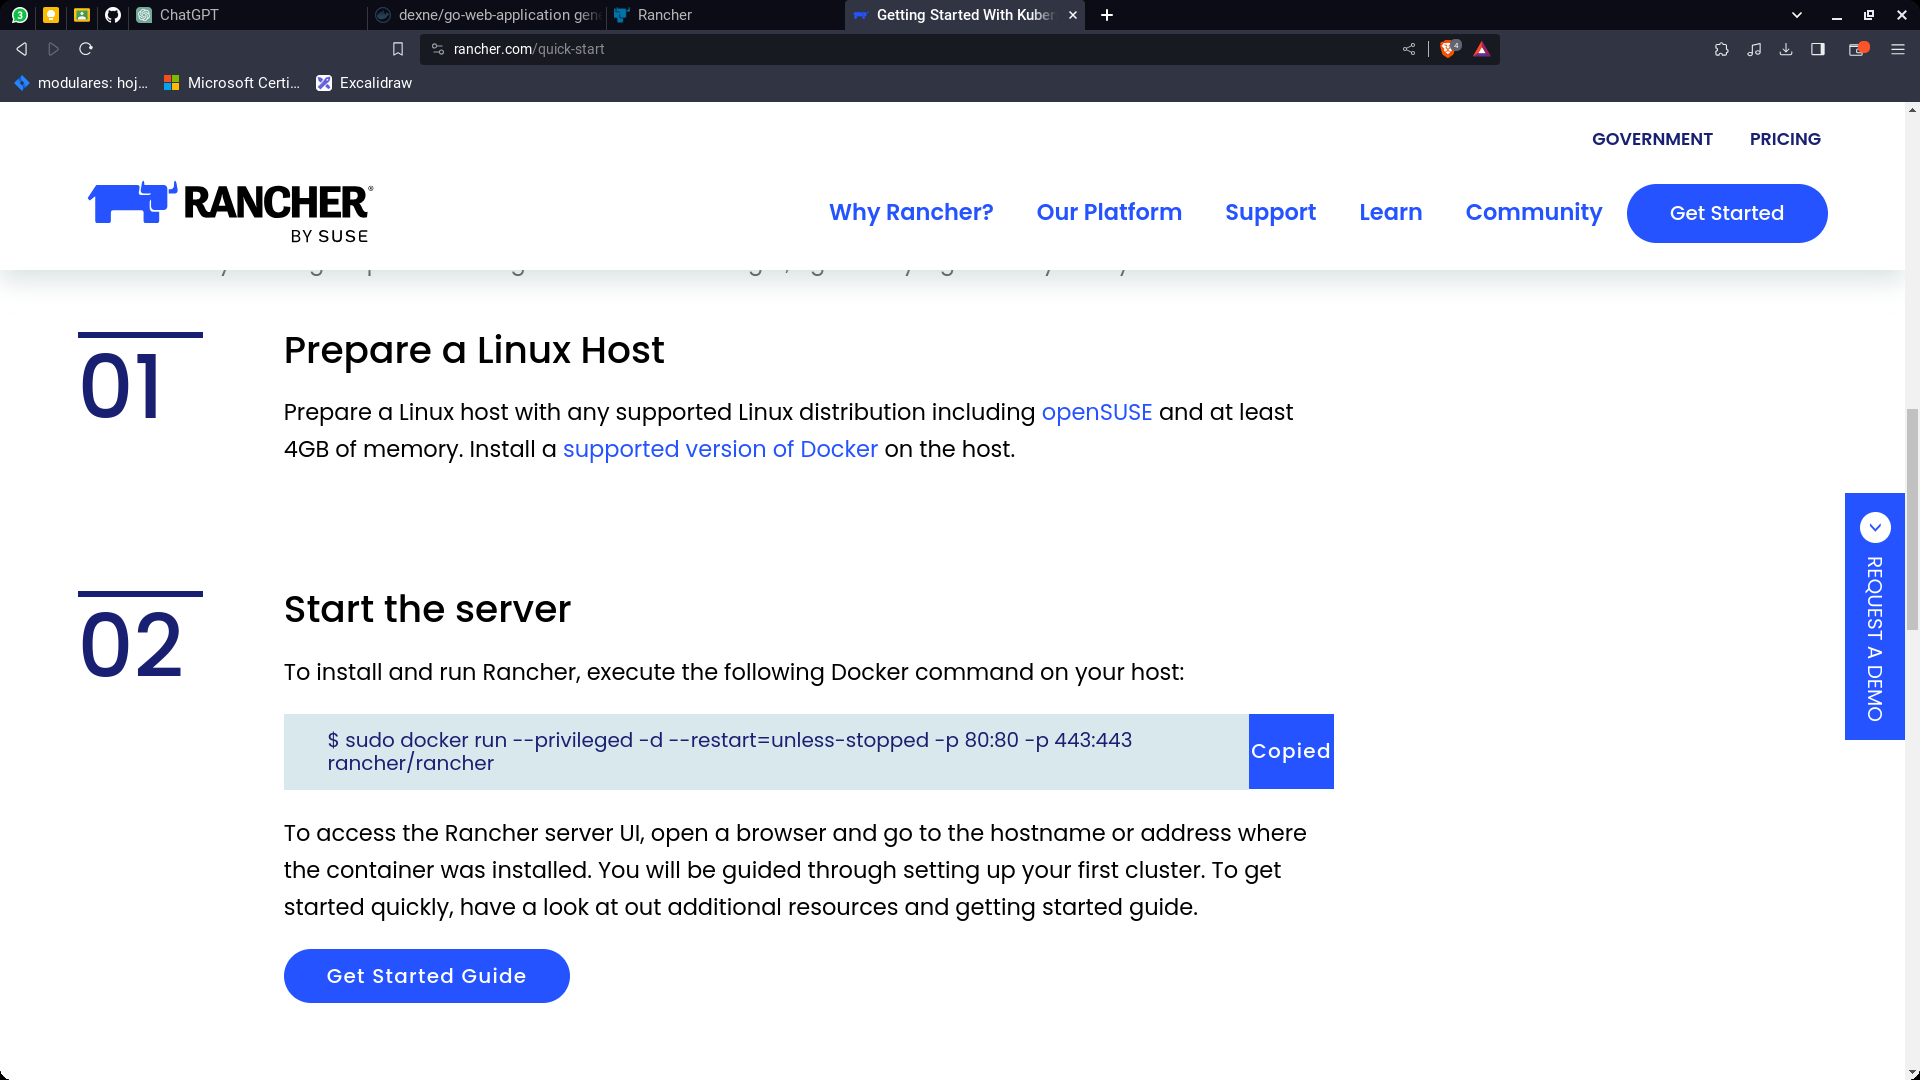 3
ChatGPT
dexne/go-web-application gen
Rancher
Getting Started With Kuber
rancher.com/quick-start
4
modulares: hoj...
Microsoft Certi...
Excalidraw
GOVERNMENT
PRICING
RANCHER®
BY SUSE
Why Rancher?
Our Platform
Support
Learn
Community
Get Started
01
Prepare a Linux Host
Prepare a Linux host with any supported Linux distribution including openSUSE and at least
4GB of memory. Install a supported version of Docker on the host.
REQUEST A DEMO
02
Start the server
To install and run Rancher, execute the following Docker command on your host:
$ sudo docker run --privileged -d --restart=unless-stopped -p 80:80 -p 443:443
rancher/rancher
Copied
To access the Rancher server UI, open a browser and go to the hostname or address where
the container was installed. You will be guided through setting up your first cluster. To get
started quickly, have a look at out additional resources and getting started guide.
Get Started Guide